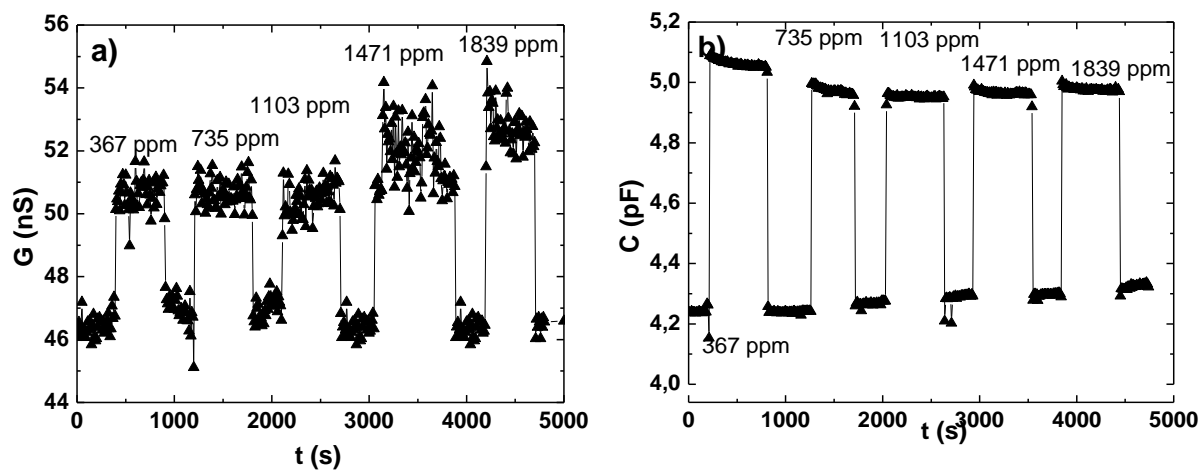 a)
367 ppm
735 ppm
1103 ppm
1471 ppm
1839 ppm
56
54
52
50
48
46
44
G (nS)
0
1000
2000
3000
4000
5000
t (s)
b)
735 ppm
1103 ppm
1471 ppm
1839 ppm
367 ppm
5,2
5,0
4,8
4,6
4,4
4,2
4,0
C (pF)
0
1000
2000
3000
4000
5000
t (s)